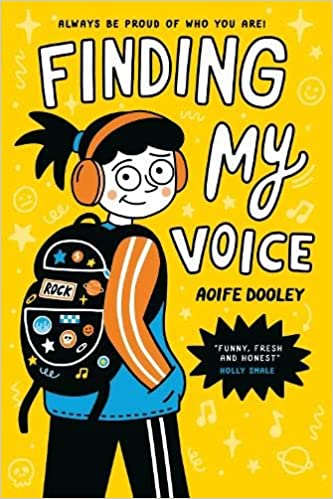 ALWAYS BE PROUD OF WHO YOU ARE!
FINDING
MY
VOICE
AOIFE DOOLEY
ROCK
"FUNNY, FRESH
AND HONEST"
HOLLY SMALE